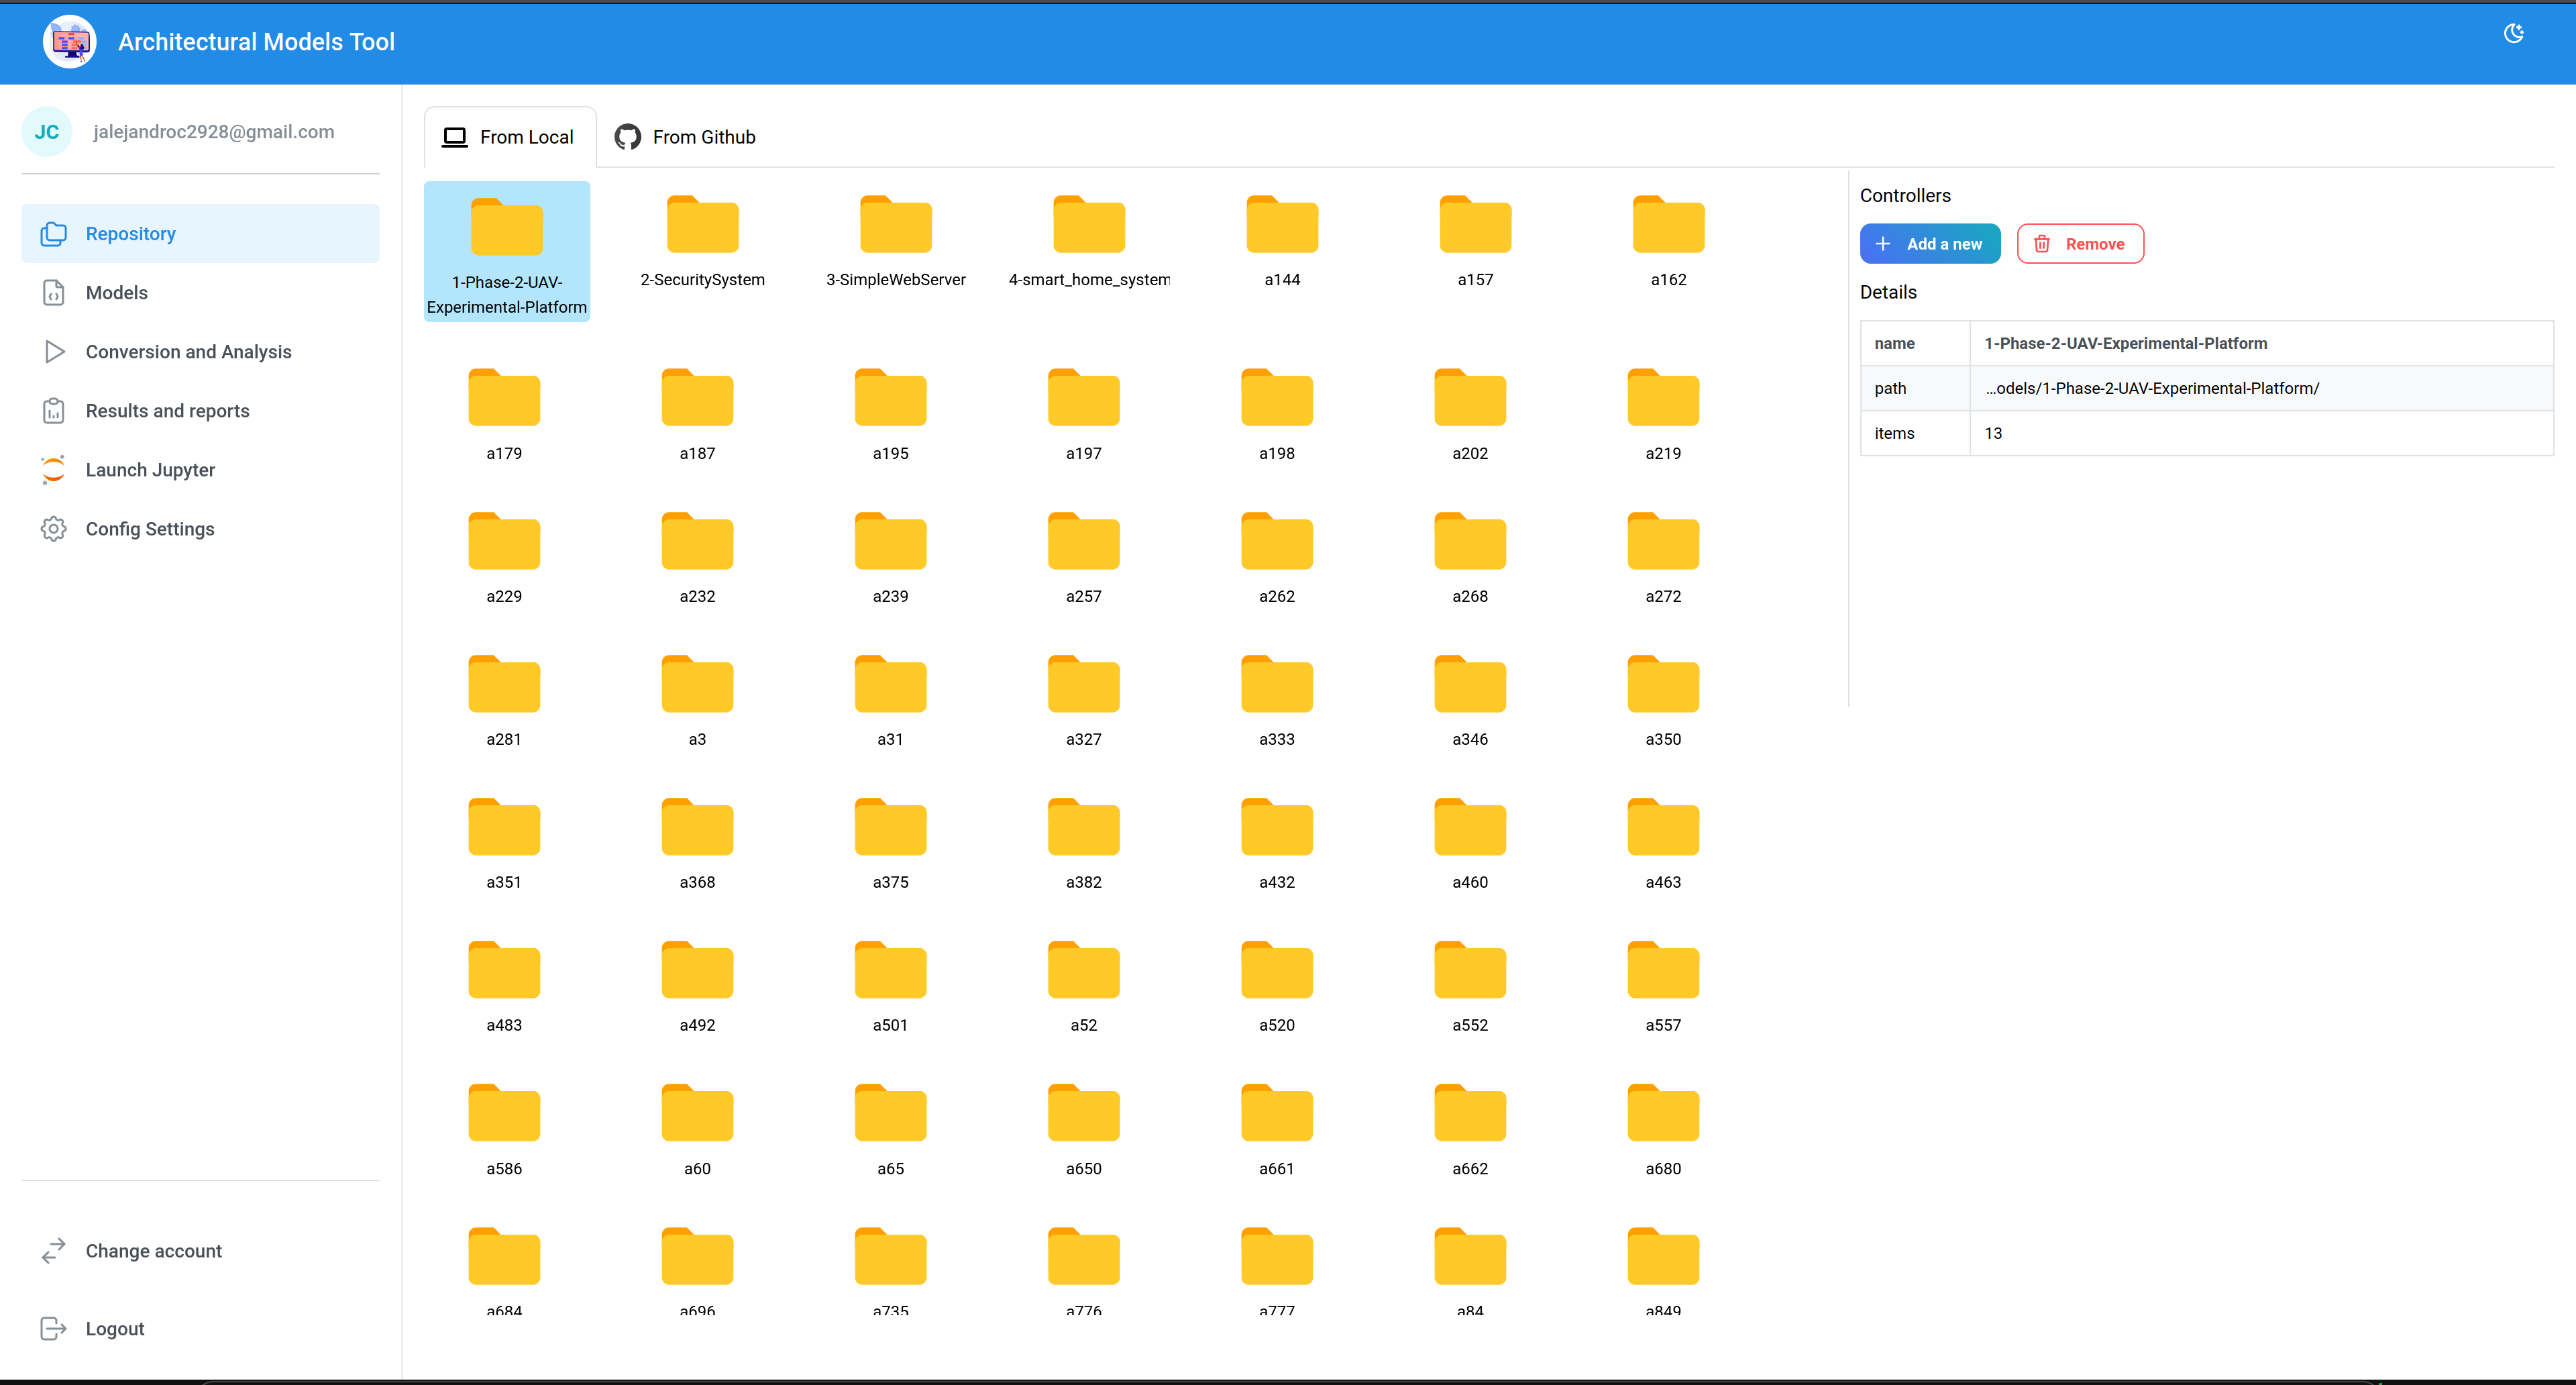 Architectural Models Tool
JC
jalejandroc2928@gmail.com
Repository
Models
Conversion and Analysis
Results and reports
Launch Jupyter
Config Settings
Change account
Logout
From Local
From Github
1-Phase-2-UAV-
Experimental-Platform
2-SecuritySystem
3-SimpleWebServer
4-smart_home_system
a144
a157
a162
a179
a187
a195
a197
a198
a202
a219
a229
a232
a239
a257
a262
a268
a272
a281
a3
a31
a327
a333
a346
a350
a351
a368
a375
a382
a432
a460
a463
a483
a492
a501
a52
a520
a552
a557
a586
a60
a65
a650
a661
a662
a680
a684
a696
a735
a776
a777
a84
a849
Controllers
Add a new
Remove
Details
name 1-Phase-2-UAV-Experimental-Platform
path ...odels/1-Phase-2-UAV-Experimental-Platform/
items 13